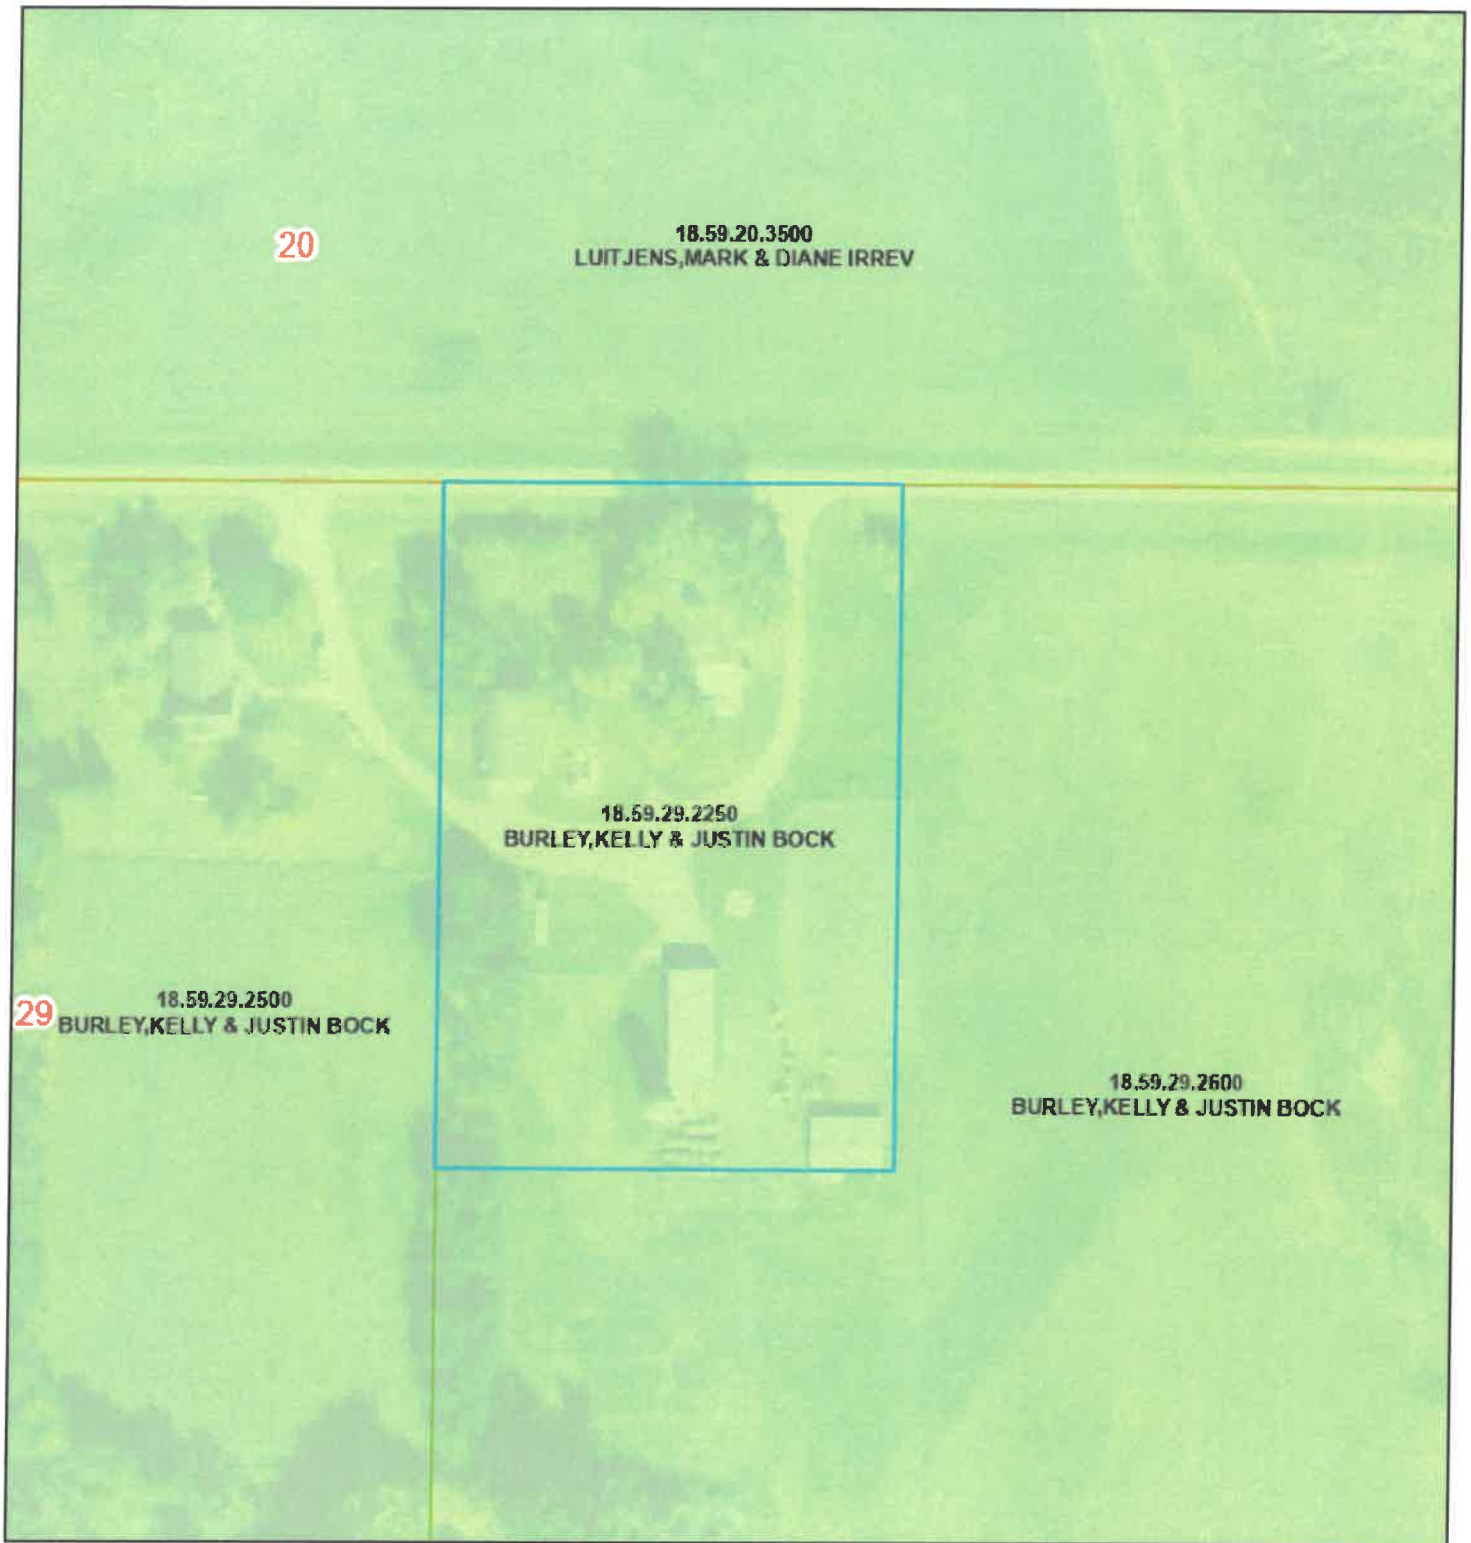 20
18.59.20.3500
LUITJENS,MARK & DIANE IRREV
18.59.29.2250
BURLEY,KELLY & JUSTIN BOCK
29
18.59.29.2500
BURLEY,KELLY & JUSTIN BOCK
18.59.29.2600
BURLEY,KELLY & JUSTIN BOCK